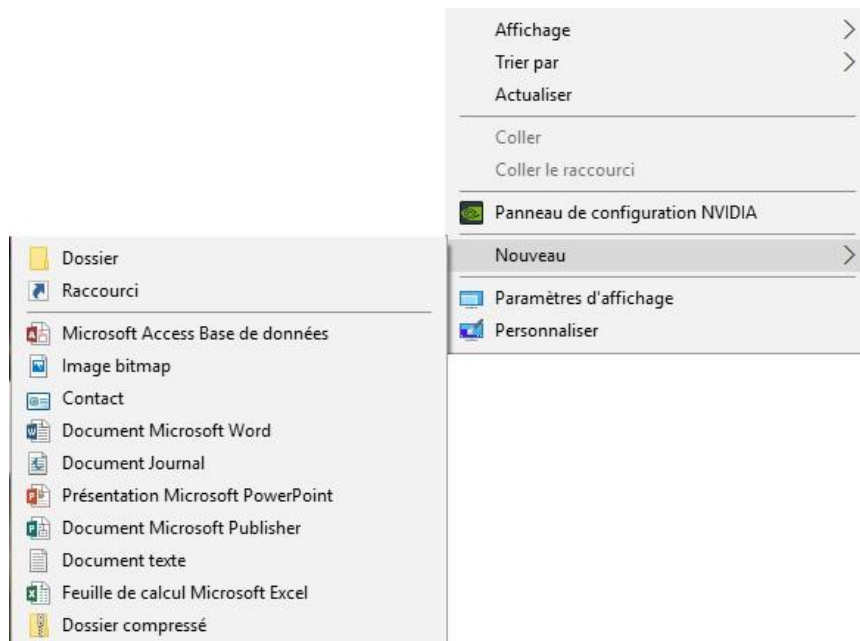 Affichage
Trier par
Actualiser
Coller
Coller le raccourci
Panneau de configuration NVIDIA
Nouveau
Paramètres d'affichage
Personnaliser
Dossier
Raccourci
Microsoft Access Base de données
Image bitmap
Contact
Document Microsoft Word
Document Journal
Présentation Microsoft PowerPoint
Document Microsoft Publisher
Document texte
Feuille de calcul Microsoft Excel
Dossier compressé